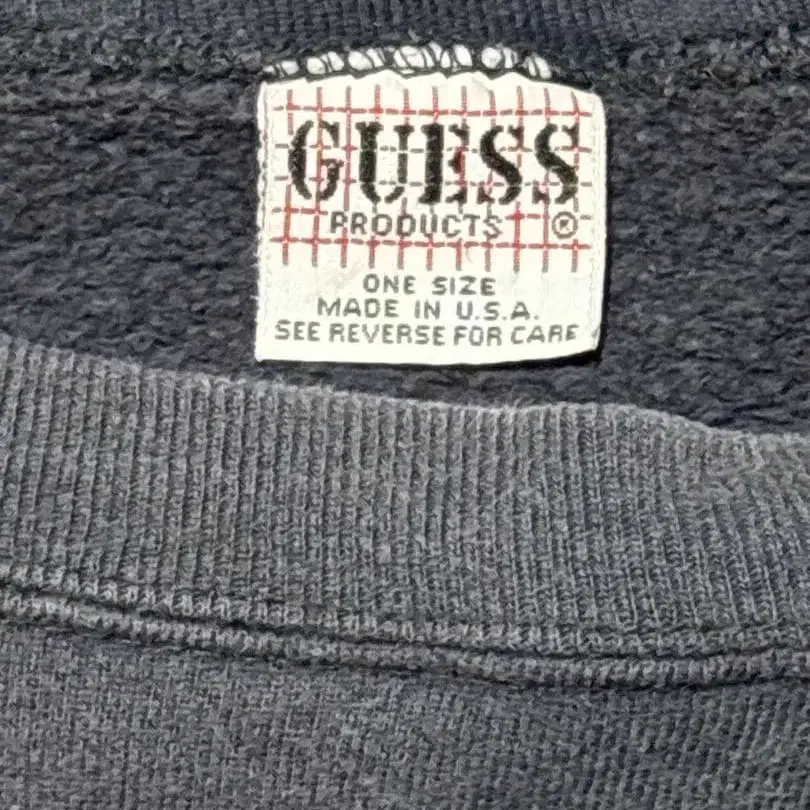 GUESS
PRODUCTS ®
ONE SIZE
MADE IN U.S.A.
SEE REVERSE FOR CARE